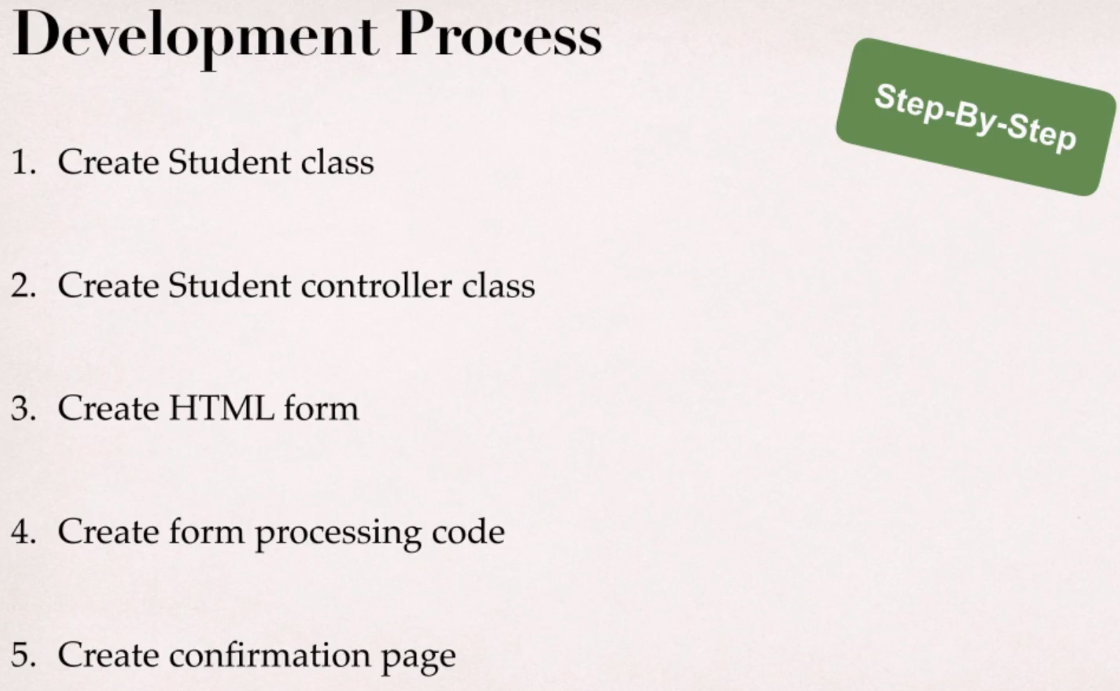 Development Process
Step-By-Step
1. Create Student class
2. Create Student controller class
3. Create HTML form
4. Create form processing code
5. Create confirmation page